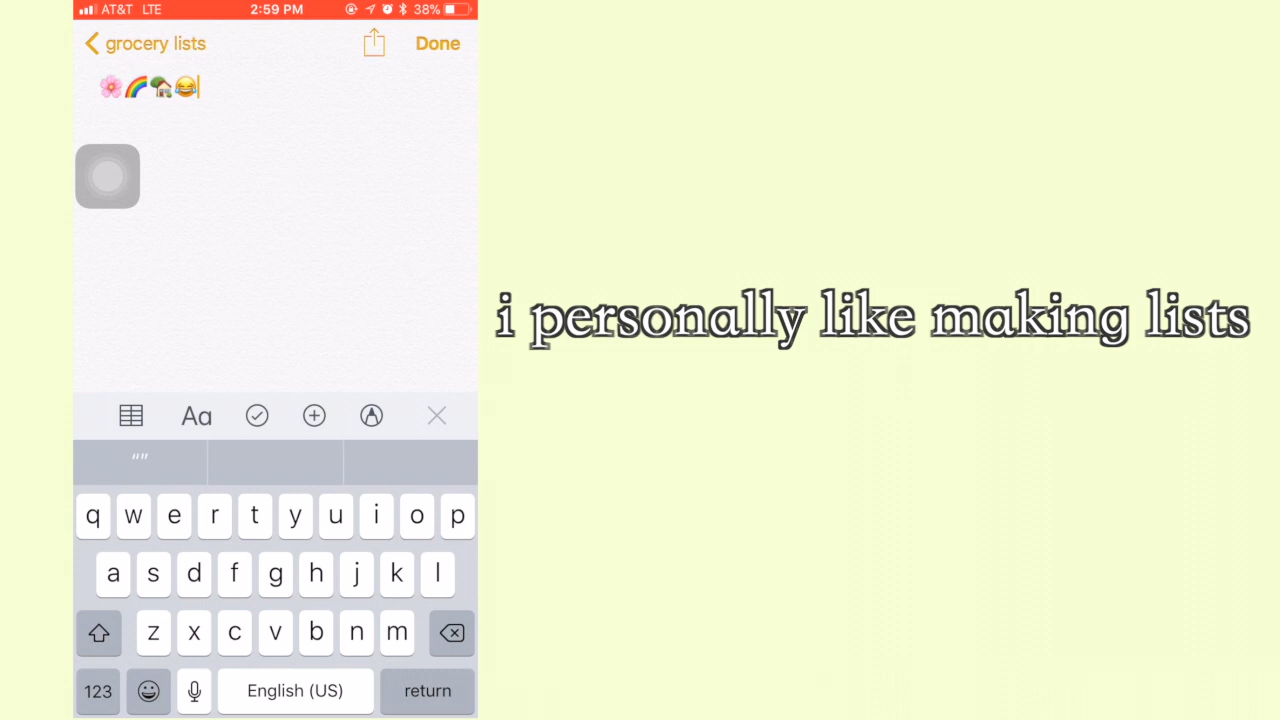 AT&T LTE 2:59 PM 38%
grocery lists Done
🌸🌈🏡😂
i personally like making lists
Aa
""
q w e r t y u i o p
a s d f g h j k l
z x c v b n m
123 English (US) return